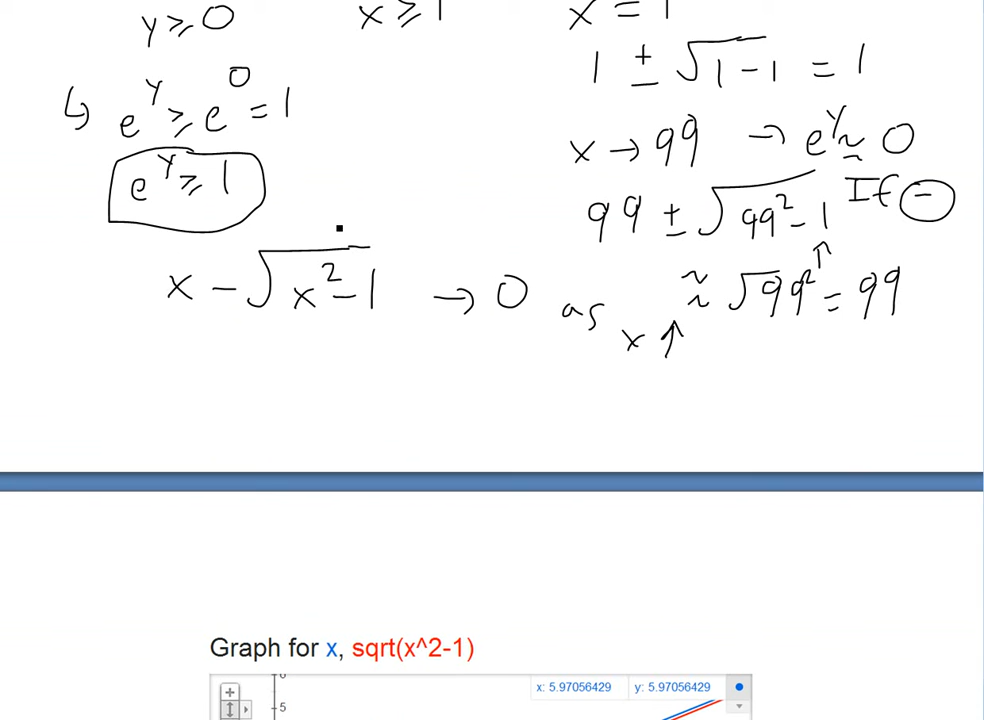 y ≥ 0
x ≥ 1
x = 1
1 ± √1 - 1 = 1
↳ e^y ≥ e^0 = 1
x → 99 → e^y ≈ 0
e^y ≥ 1
99 ± √99² - 1 If -
x - √x² - 1 → 0 as x ↑
≈ √99² = 99
Graph for x, sqrt(x^2-1)
x: 5.97056429 y: 5.97056429
6
5